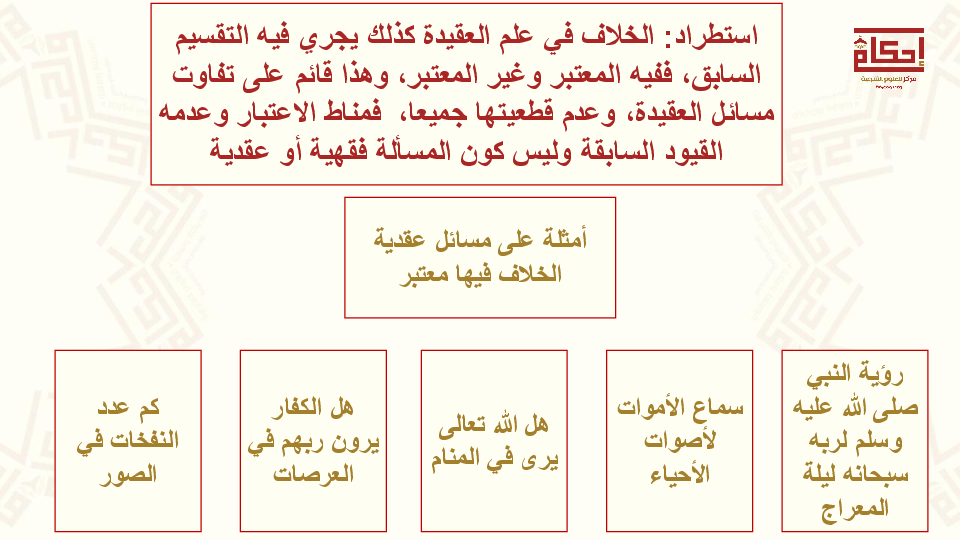 استطراد: الخلاف في علم العقيدة كذلك يجري فيه التقسيم
السابق، ففيه المعتبر وغير المعتبر، وهذا قائم على تفاوت
مسائل العقيدة، وعدم قطعيتها جميعا، فمناط الاعتبار وعدمه
القيود السابقة وليس كون المسألة فقهية أو عقدية
إحكام
مركز للعلوم الشرعية
أمثلة على مسائل عقدية
الخلاف فيها معتبر
رؤية النبي
صلى الله عليه
وسلم لربه
سبحانه ليلة
المعراج
سماع الأموات
لأصوات
الأحياء
هل الله تعالى
يرى في المنام
هل الكفار
يرون ربهم في
العرصات
كم عدد
النفخات في
الصور